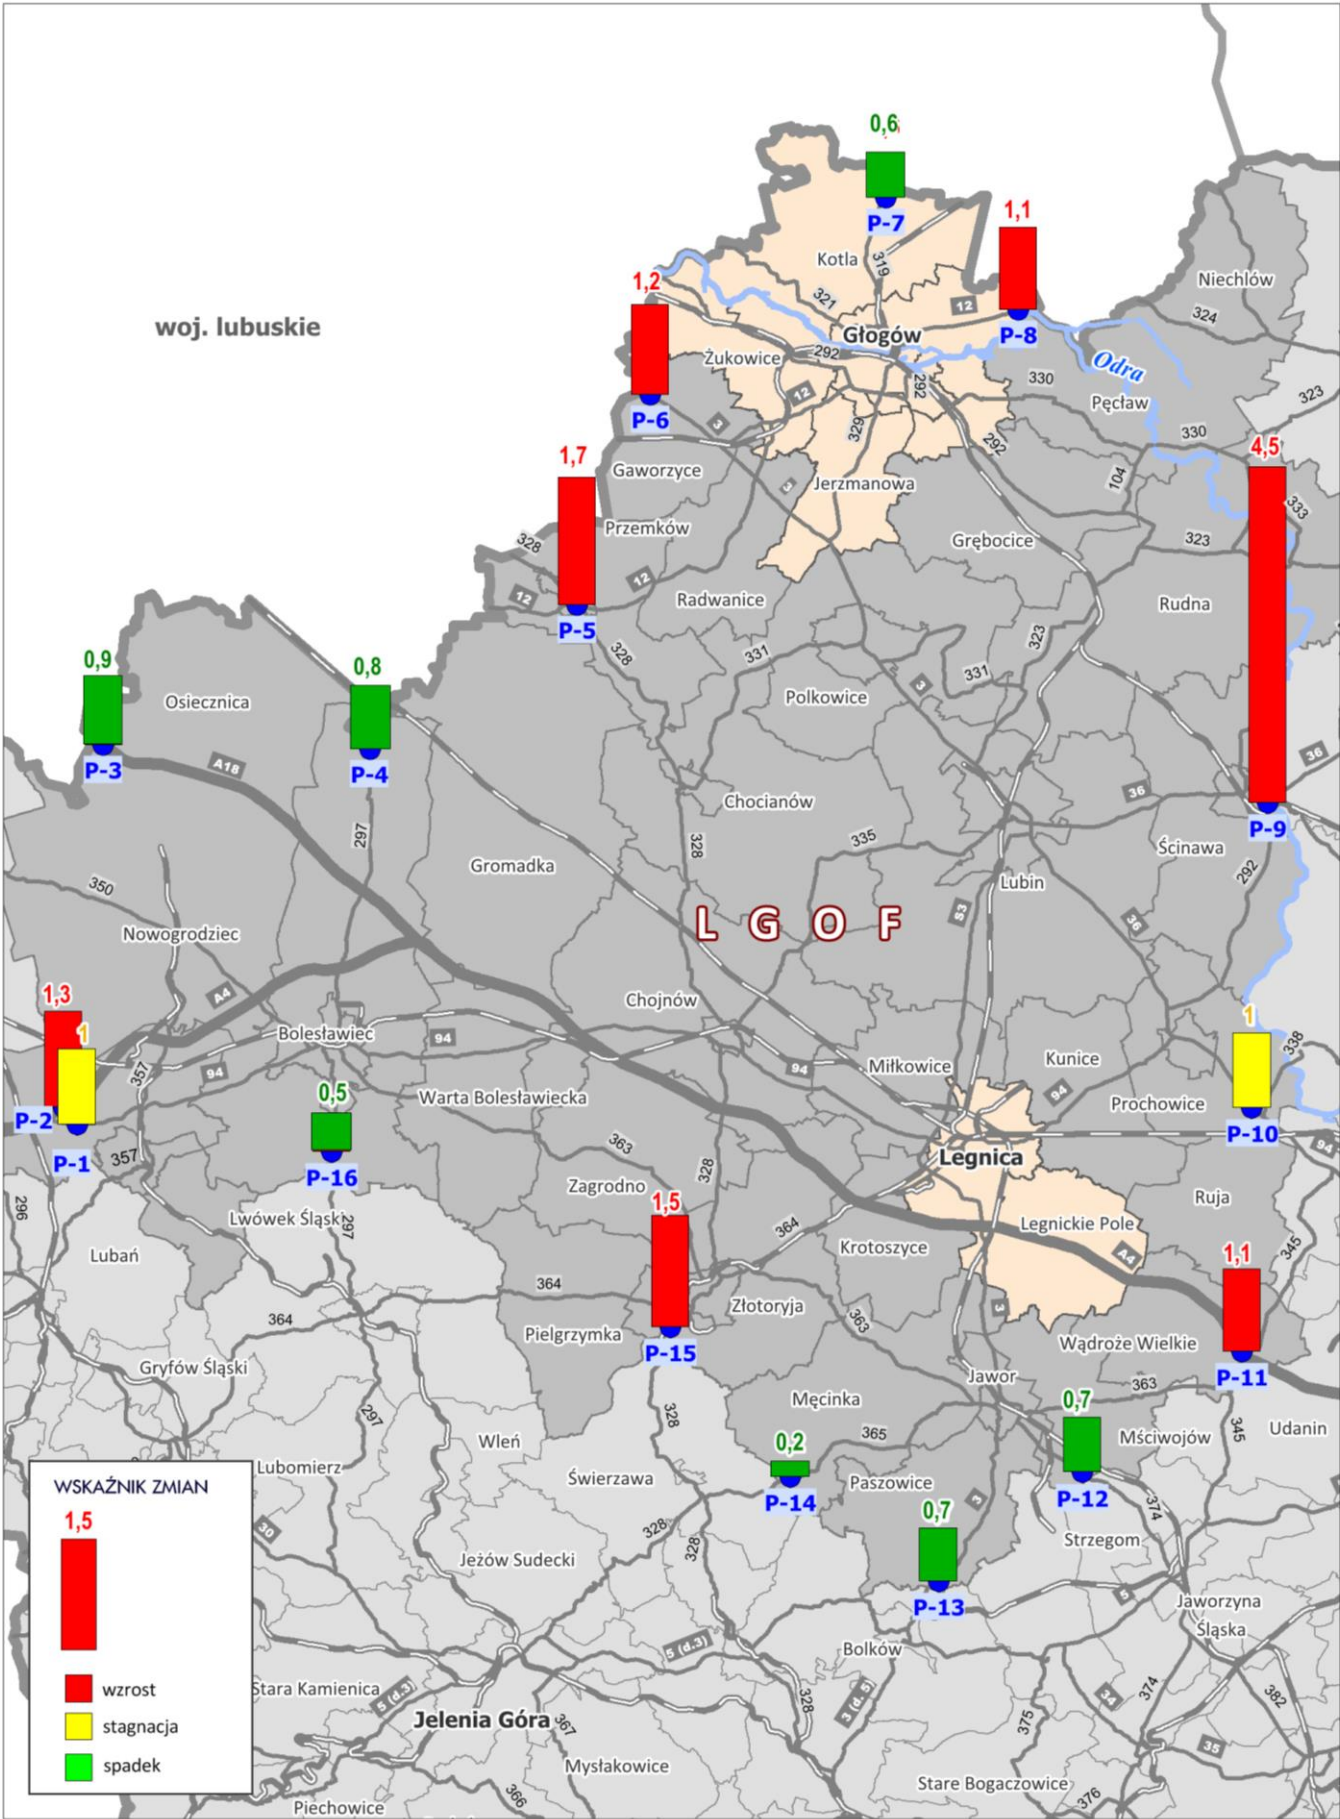 0,6
P-7
1,1
P-8
Kotla
319
321
12
Niechlów
324
1,2
P-6
woj. lubuskie
Głogów
292
Żukowice
292
12
3
329
330
Odra
Pęcław
323
330
292
4,5
1,7
Gaworzyce
Jerzmanowa
3
104
333
Przemków
328
12
12
Grębocice
323
Radwanice
Rudna
P-5
328
331
323
331
3
0,9
0,8
Osiecznica
Polkowice
P-3
A18
P-4
36
36
Chocianów
P-9
297
328
335
Ścinawa
Gromadka
292
350
Lubin
L G O F
S3
36
Nowogrodziec
A4
1,3
1
Chojnów
1
338
Bolesławiec
94
Kunice
Miłkowice
357
94
94
94
Warta Bolesławiecka
Prochowice
0,5
P-2
P-10
94
P-1
357
P-16
363
328
Legnica
Zagrodno
296
1,5
Ruja
Lwówek Śląski
297
364
Legnickie Pole
Lubań
Krotoszyce
A4
345
1,1
364
364
Złotoryja
363
3
Pielgrzymka
P-15
Wądroże Wielkie
Gryfów Śląski
Jawor
P-11
363
Męcinka
0,7
297
328
345
Udanin
Wleń
0,2
365
Mściwojów
Lubomierz
Świerzawa
Paszowice
P-14
P-12
WSKAŹNIK ZMIAN
1,5
3
374
30
328
328
0,7
Strzegom
Jeżów Sudecki
P-13
5
Jaworzyna
Śląska
5 (d.3)
Bolków
wzrost
Stara Kamienica
5 (d.3)
328
3 (d. 5)
34
374
382
stagnacja
Jelenia Góra
367
375
35
spadek
Mysłakowice
Stare Bogaczowice
366
376
Piechowice